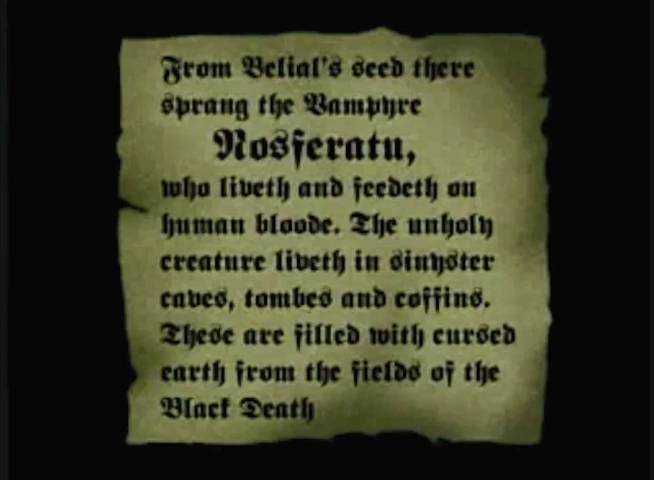 From Belial's seed there
sprang the Vampyre
Nosferatu,
who liveth and feedeth on
human bloode. The unholy
creature liveth in sinyster
caves, tombes and coffins.
These are filled with cursed
earth from the fields of the
Black Death